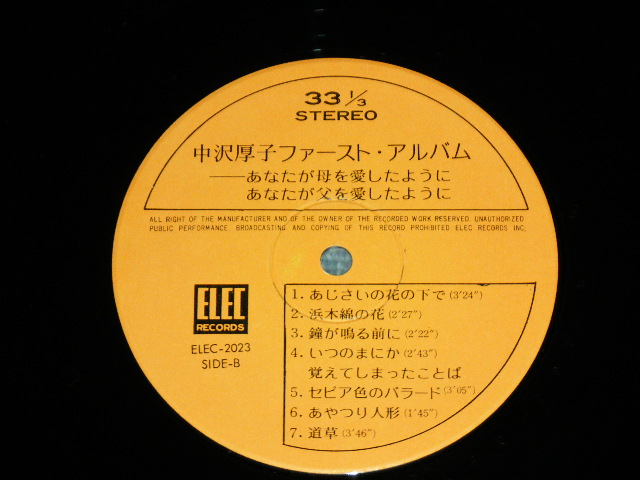 33 1/3
STEREO
中沢厚子ファースト・アルバム
——あなたが母を愛したように
あなたが父を愛したように
ALL RIGHT OF THE MANUFACTURER AND OF THE OWNER OF THE RECORDED WORK RESERVED. UNAUTHORIZED
PUBLIC PERFORMANCE. BROADCASTING AND COPYING OF THIS RECORD PROHIBITED ELEC RECORDS INC.
ELEC
RECORDS
ELEC-2023
SIDE-B
1. あじさいの花の下で (3′24″)
2. 浜木綿の花 (2′27″)
3. 鐘が鳴る前に (2′22″)
4. いつのまにか (2′43″)
覚えてしまったことば
5. セピア色のバラード (3′05″)
6. あやつり人形 (1′45″)
7. 道草 (3′46″)